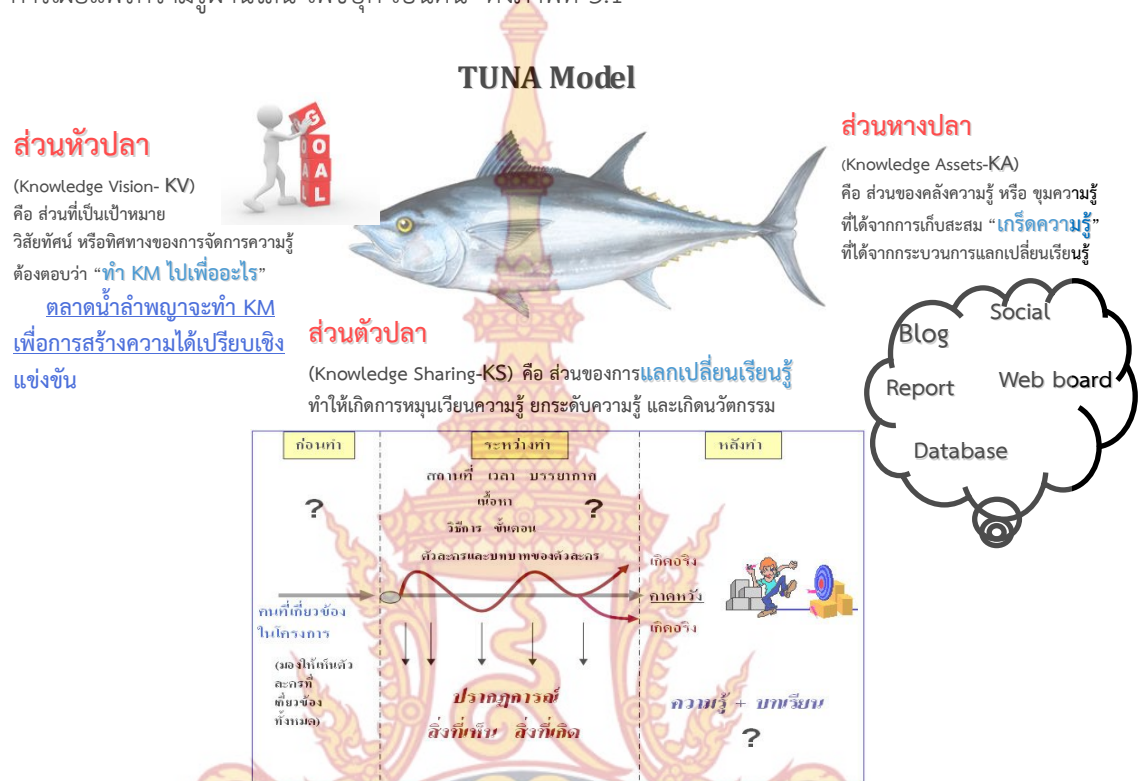 TUNA Model
ส่วนหัวปลา
(Knowledge Vision- KV)
คือ ส่วนที่เป็นเป้าหมาย
วิสัยทัศน์ หรือทิศทางของการจัดการความรู้
ต้องตอบว่า “ทำ KM ไปเพื่ออะไร”
ตลาดน้ำลำพญาจะทำ KM
เพื่อการสร้างความได้เปรียบเชิง
แข่งขัน
GOAL
ส่วนหางปลา
(Knowledge Assets-KA)
คือ ส่วนของคลังความรู้ หรือ ขุมความรู้
ที่ได้จากการเก็บสะสม “เกร็ดความรู้”
ที่ได้จากกระบวนการแลกเปลี่ยนเรียนรู้
Social
Blog
Web board
Report
Database
ส่วนตัวปลา
(Knowledge Sharing-KS) คือ ส่วนของการแลกเปลี่ยนเรียนรู้
ทำให้เกิดการหมุนเวียนความรู้ ยกระดับความรู้ และเกิดนวัตกรรม
ก่อนทำ
ระหว่างทำ
หลังทำ
สถานที่ เวลา บรรยากาศ
?
เนื้อหา
?
วิธีการ ขั้นตอน
ตัวละครและบทบาทของตัวละคร
เกิดจริง
คาดหวัง
เกิดจริง
คนที่เกี่ยวข้อง
ในโครงการ
(มองให้เห็นตัว
ละครที่
เกี่ยวข้อง
ทั้งหมด)
ปรากฏการณ์
สิ่งที่เห็น สิ่งที่เกิด
ความรู้ + บทเรียน
?